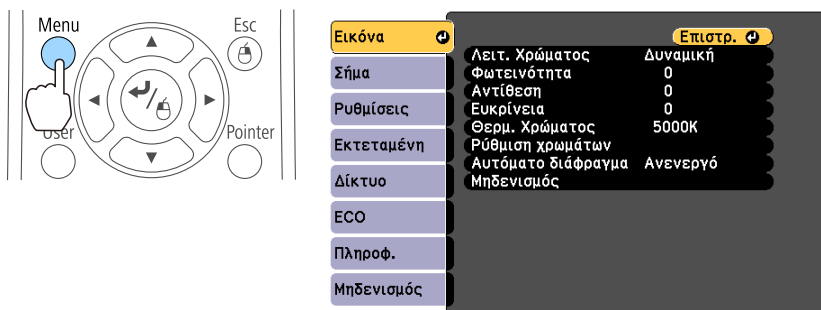 Menu
Esc
User
Pointer
Εικόνα
Σήμα
Ρυθμίσεις
Εκτεταμένη
Δίκτυο
ECO
Πληροφ.
Μηδενισμός
Επιστρ.
Λειτ. Χρώματος Δυναμική
Φωτεινότητα 0
Αντίθεση 0
Ευκρίνεια 0
Θερμ. Χρώματος 5000K
Ρύθμιση χρωμάτων
Αυτόματο διάφραγμα Ανενεργό
Μηδενισμός